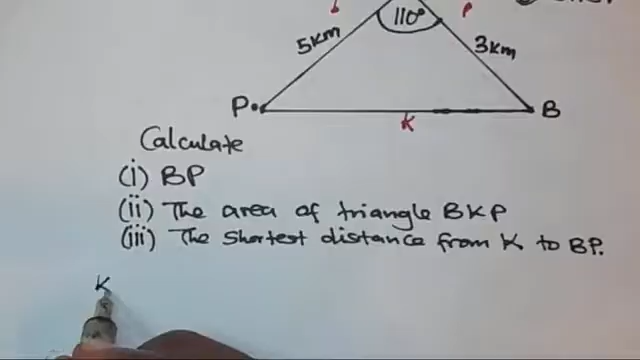 P
110°
5km
3km
P
B
K
Calculate
(i) BP
(ii) The area of triangle BKP
(iii) The shortest distance from K to BP.
K